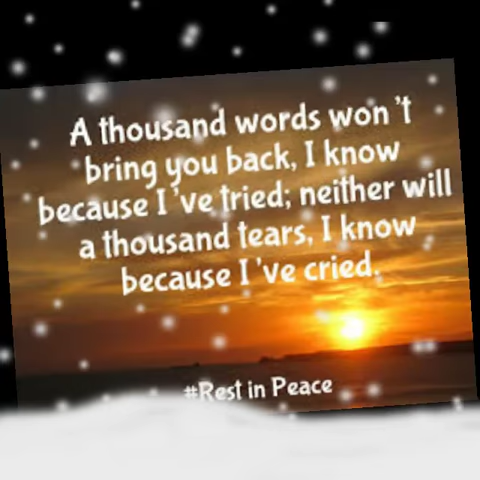 A thousand words won't
bring you back, I know
because I've tried; neither will
a thousand tears, I know
because I've cried.
#Rest in Peace